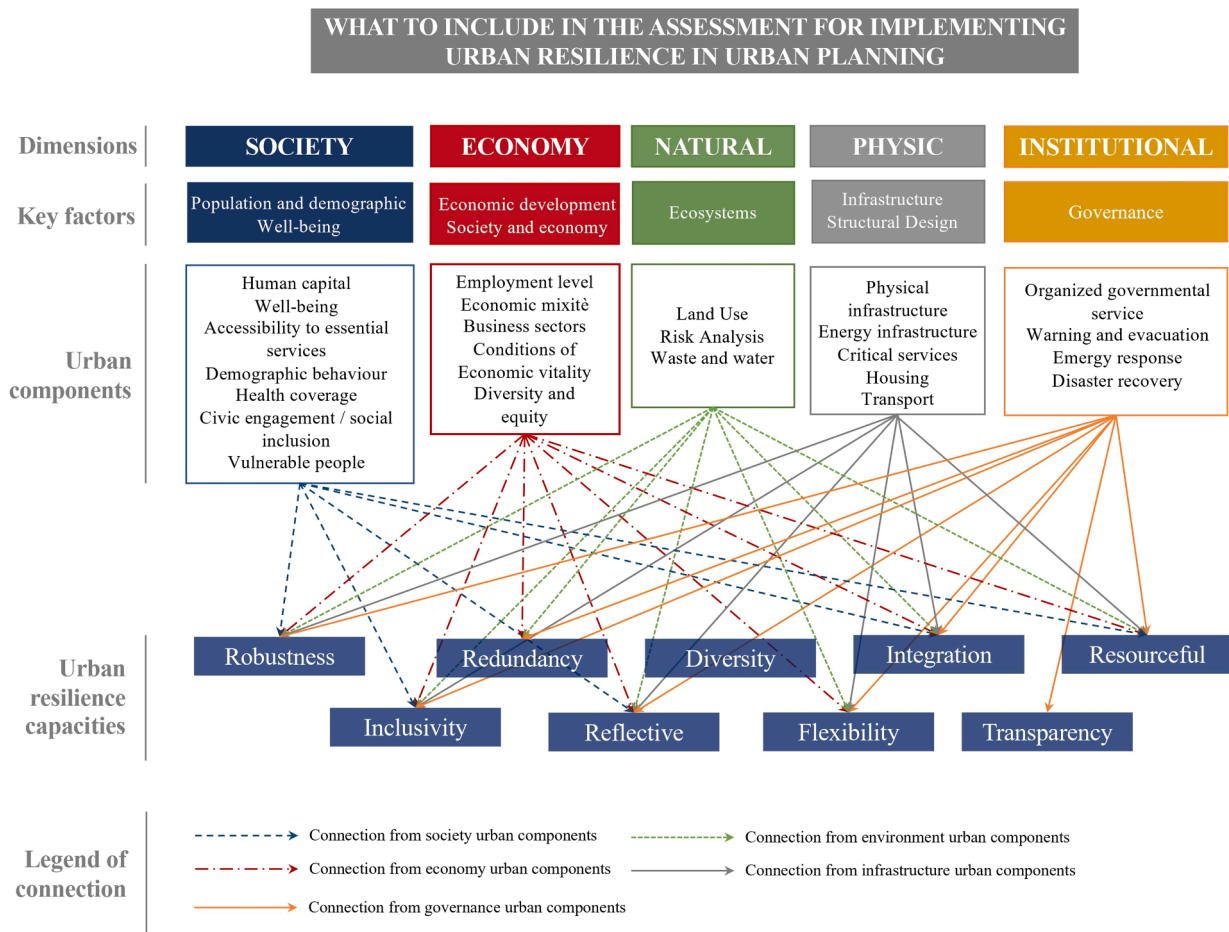 WHAT TO INCLUDE IN THE ASSESSMENT FOR IMPLEMENTING
URBAN RESILIENCE IN URBAN PLANNING
Dimensions
SOCIETY
ECONOMY
NATURAL
PHYSIC
INSTITUTIONAL
Key factors
Population and demographic
Well-being
Economic development
Society and economy
Ecosystems
Infrastructure
Structural Design
Governance
Urban
components
Human capital
Well-being
Accessibility to essential
services
Demographic behaviour
Health coverage
Civic engagement / social
inclusion
Vulnerable people
Employment level
Economic mixitè
Business sectors
Conditions of
Economic vitality
Diversity and
equity
Land Use
Risk Analysis
Waste and water
Physical
infrastructure
Energy infrastructure
Critical services
Housing
Transport
Organized governmental
service
Warning and evacuation
Emergy response
Disaster recovery
Urban
resilience
capacities
Robustness
Redundancy
Diversity
Integration
Resourceful
Inclusivity
Reflective
Flexibility
Transparency
Legend of
connection
Connection from society urban components
Connection from environment urban components
Connection from economy urban components
Connection from infrastructure urban components
Connection from governance urban components